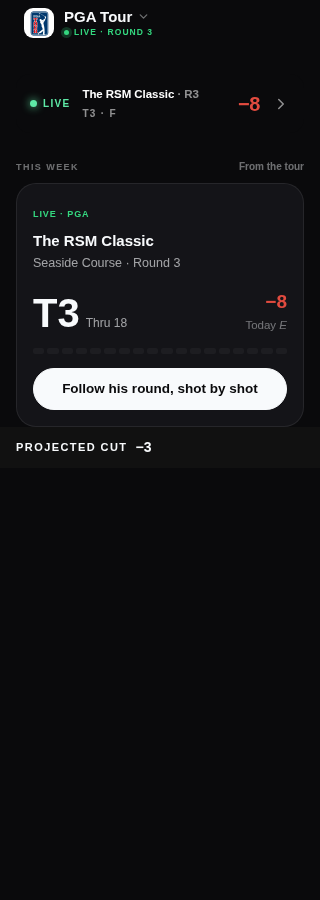 PGA Tour
LIVE · ROUND 3
LIVE
The RSM Classic · R3
T3 · F
−8
THIS WEEK
From the tour
LIVE · PGA
The RSM Classic
Seaside Course · Round 3
T3 Thru 18
−8
Today E
Follow his round, shot by shot
PROJECTED CUT −3